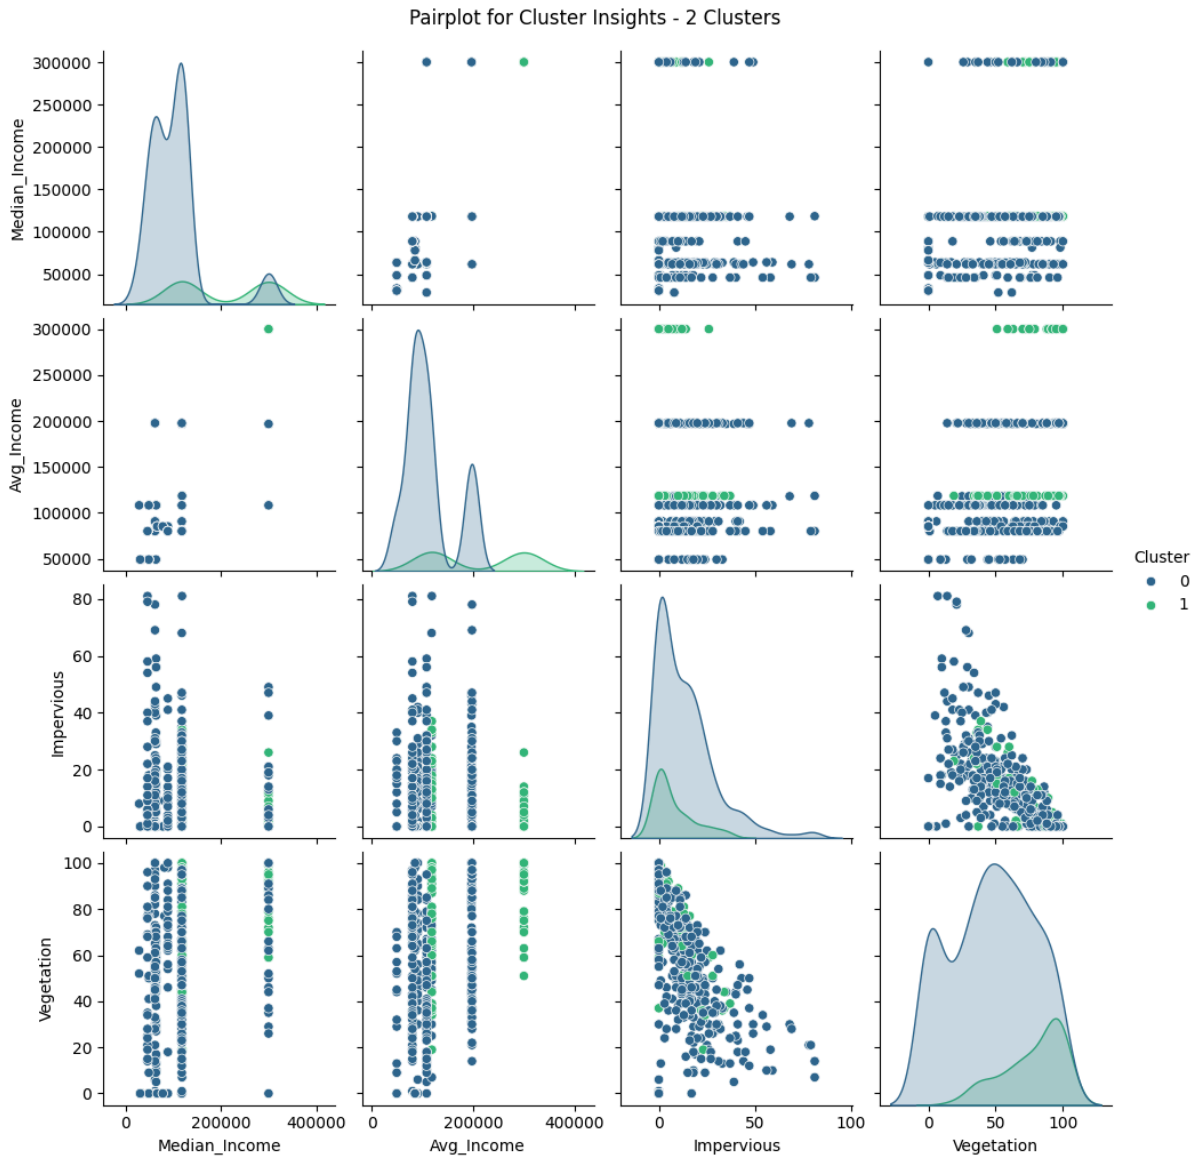 Pairplot for Cluster Insights - 2 Clusters
300000
250000
200000
150000
100000
50000
Median_Income
300000
250000
200000
150000
100000
50000
Avg_Income
Cluster
0
1
80
60
40
20
0
Impervious
100
80
60
40
20
0
Vegetation
0 200000 400000
0 200000 400000
0 50 100
0 50 100
Median_Income
Avg_Income
Impervious
Vegetation